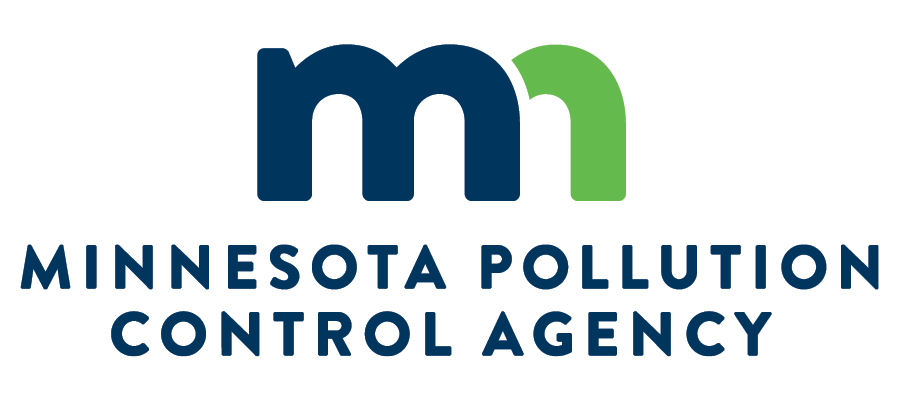 mn
MINNESOTA POLLUTION
CONTROL AGENCY